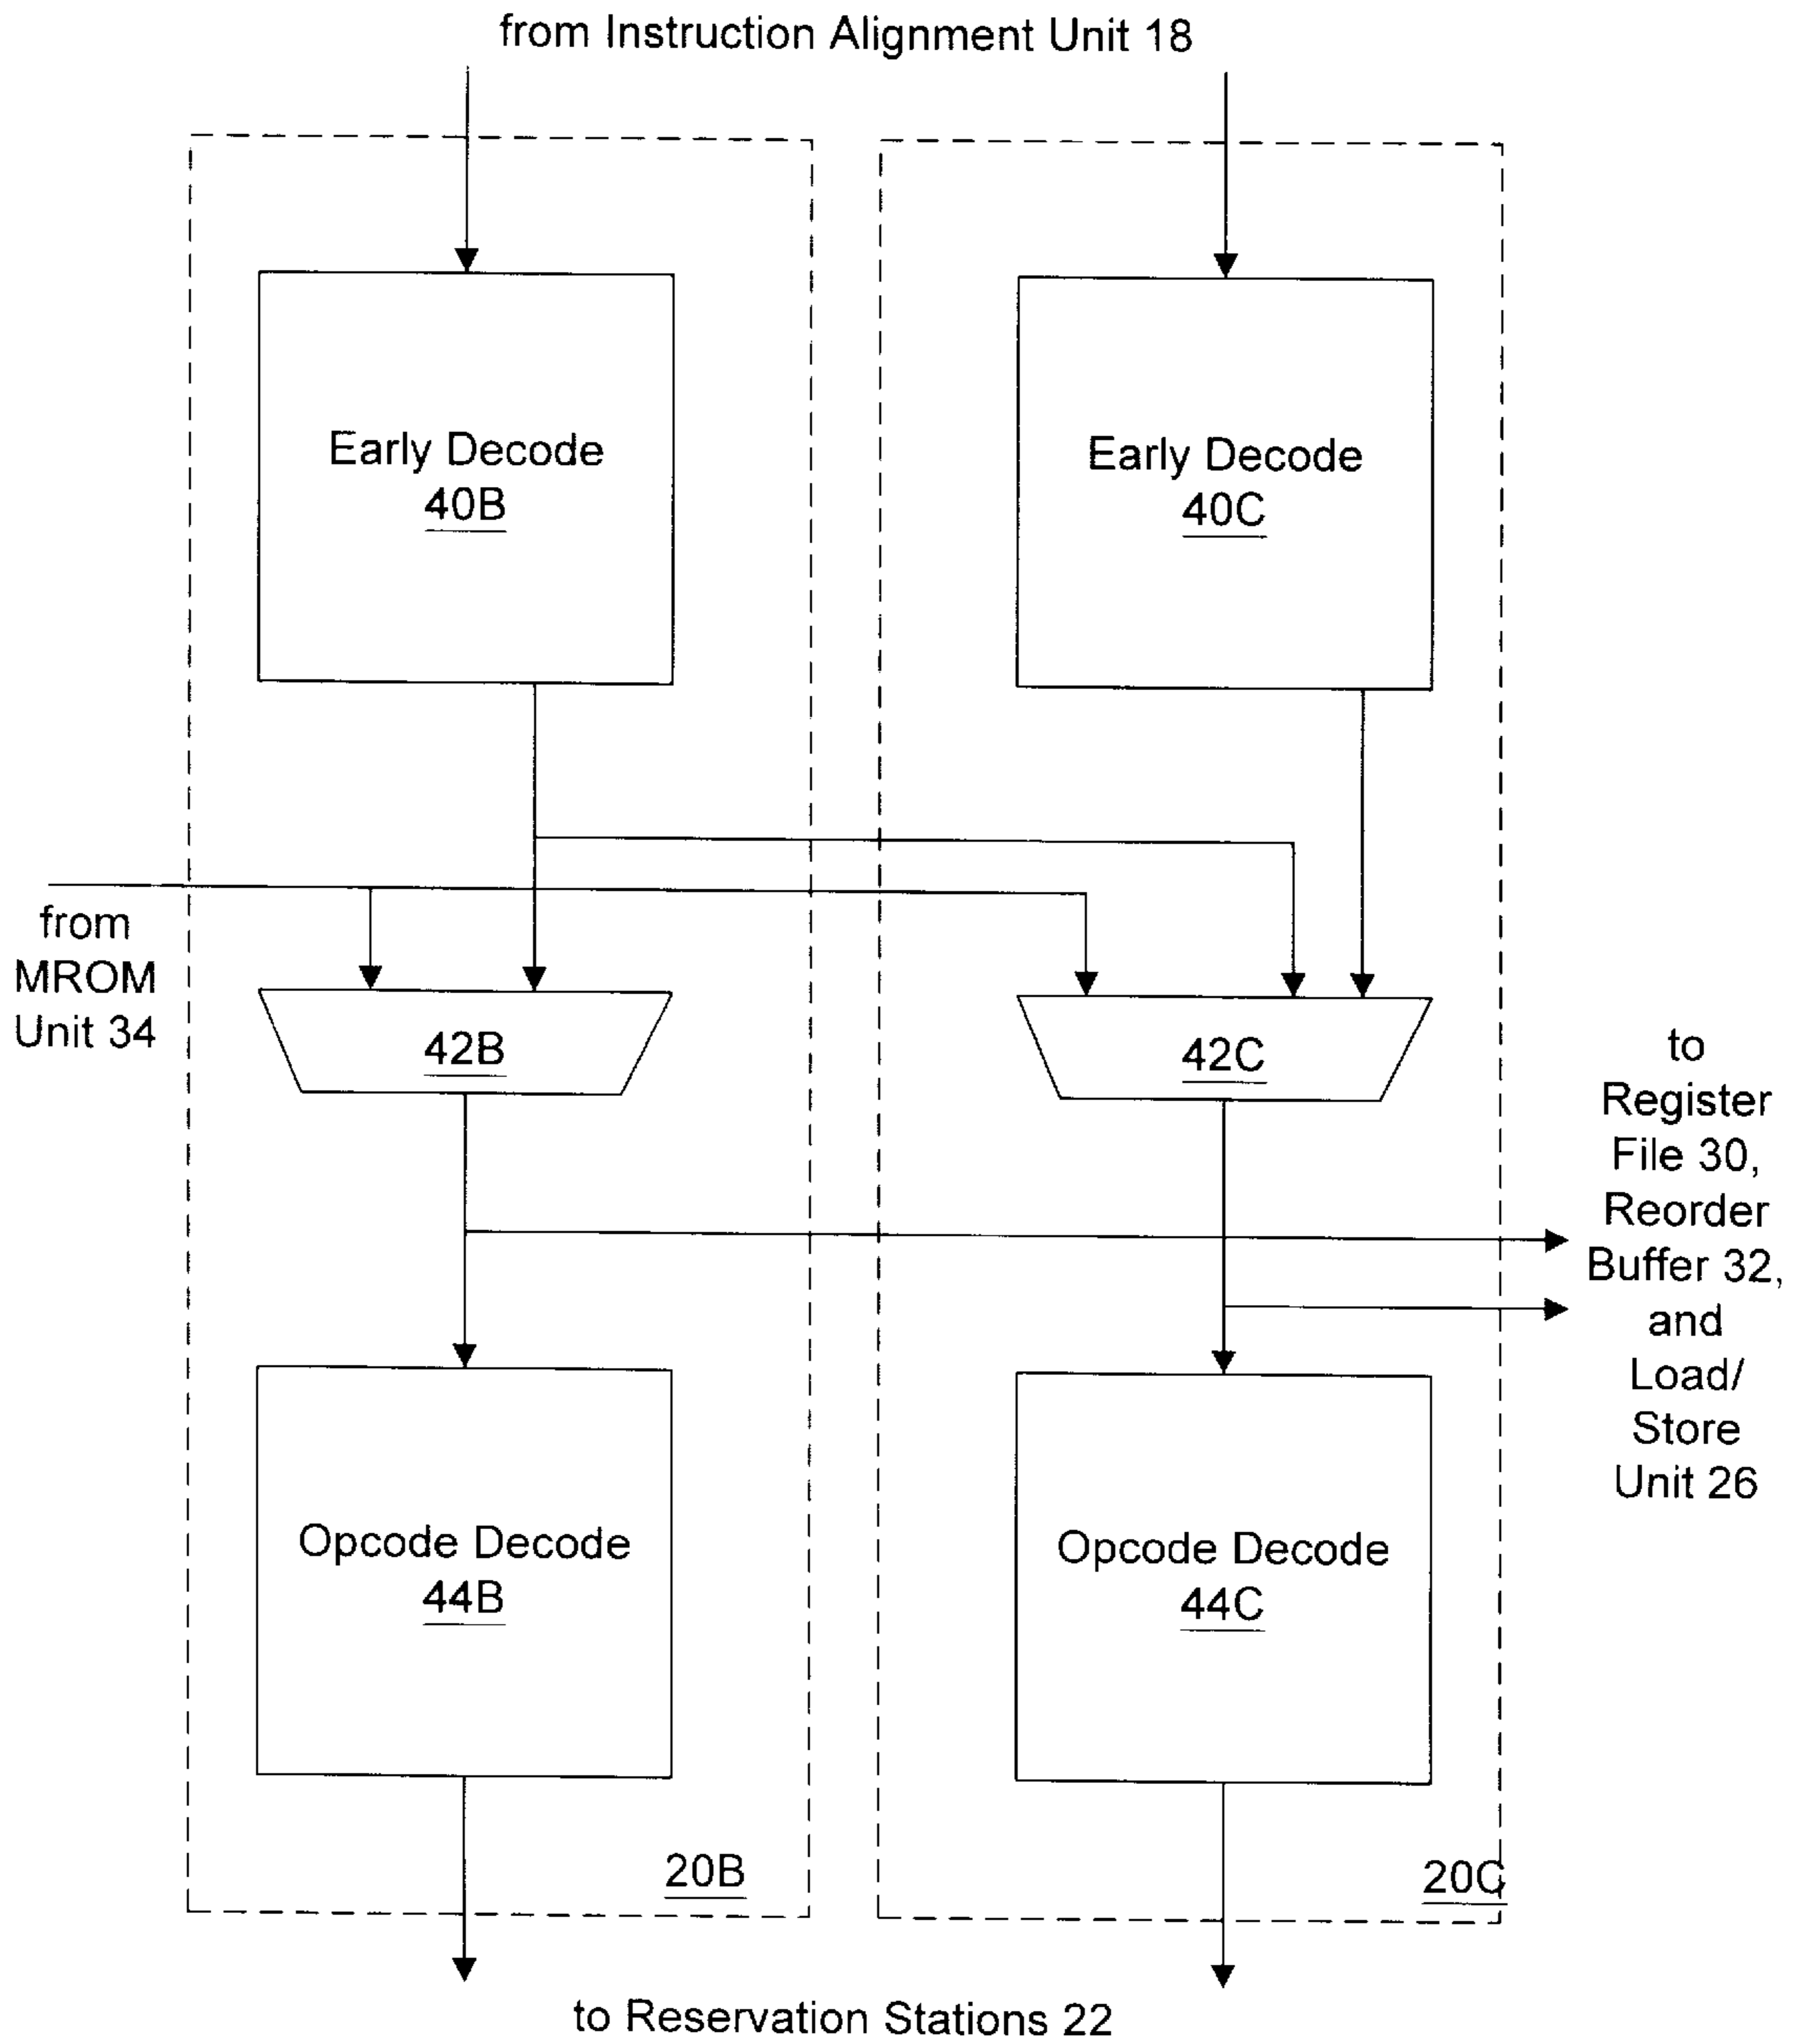 from Instruction Alignment Unit 18
Early Decode
40B
Early Decode
40C
from
MROM
Unit 34
42B
42C
to
Register
File 30,
Reorder
Buffer 32,
and
Load/
Store
Unit 26
Opcode Decode
44B
Opcode Decode
44C
20B
20C
to Reservation Stations 22